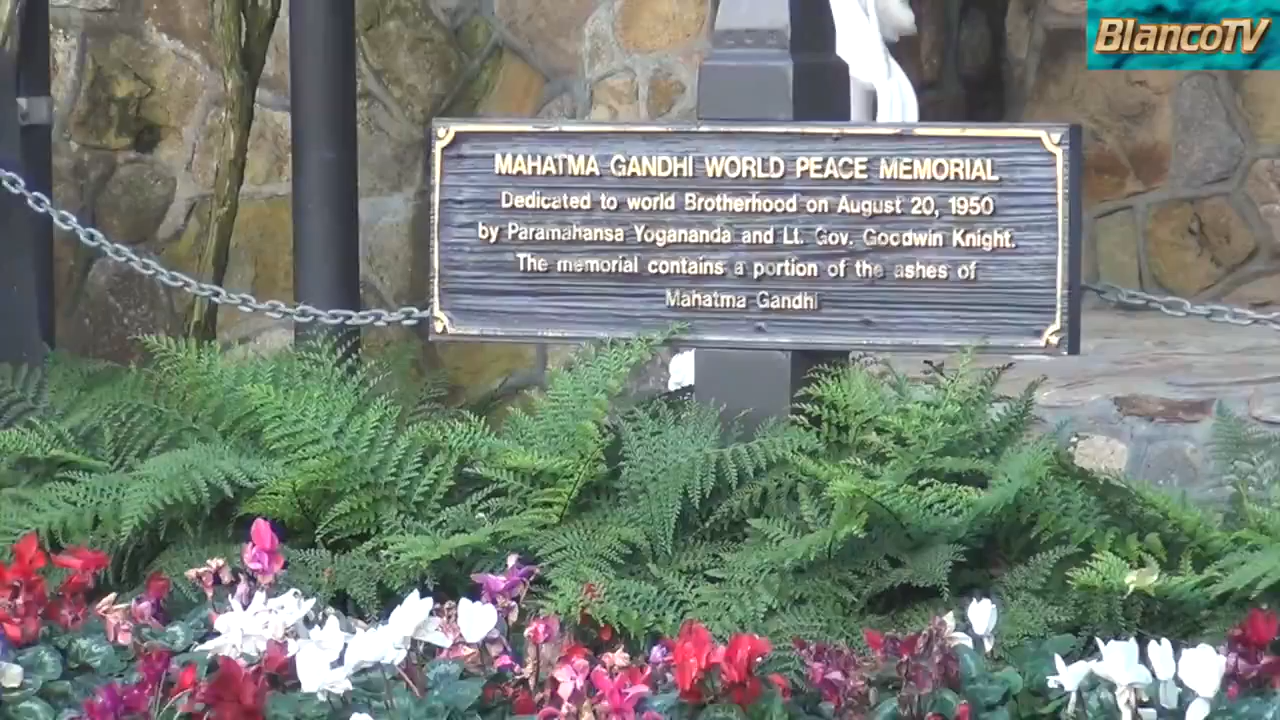 BlancoTV
MAHATMA GANDHI WORLD PEACE MEMORIAL
Dedicated to world Brotherhood on August 20, 1950
by Paramahansa Yogananda and Lt. Gov. Goodwin Knight.
The memorial contains a portion of the ashes of
Mahatma Gandhi